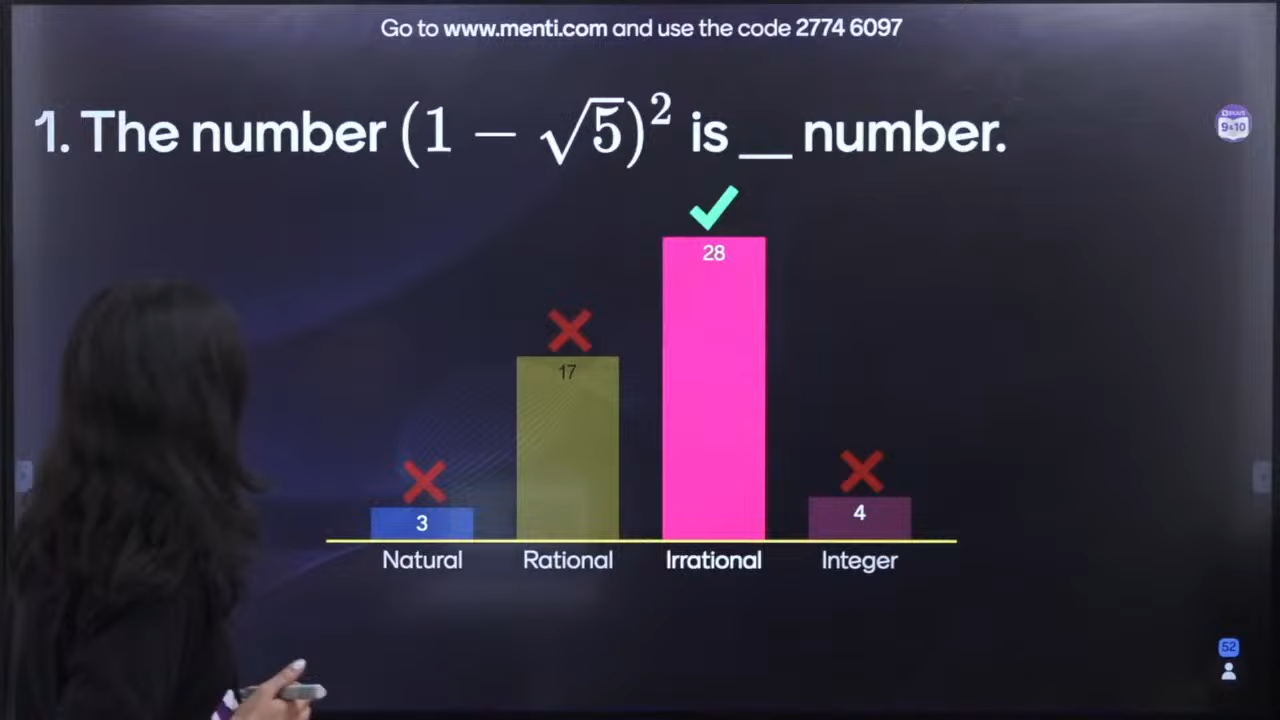 Go to www.menti.com and use the code 2774 6097
1. The number (1 − √5)² is __ number.
9&10
28
17
3
4
Natural Rational Irrational Integer
52